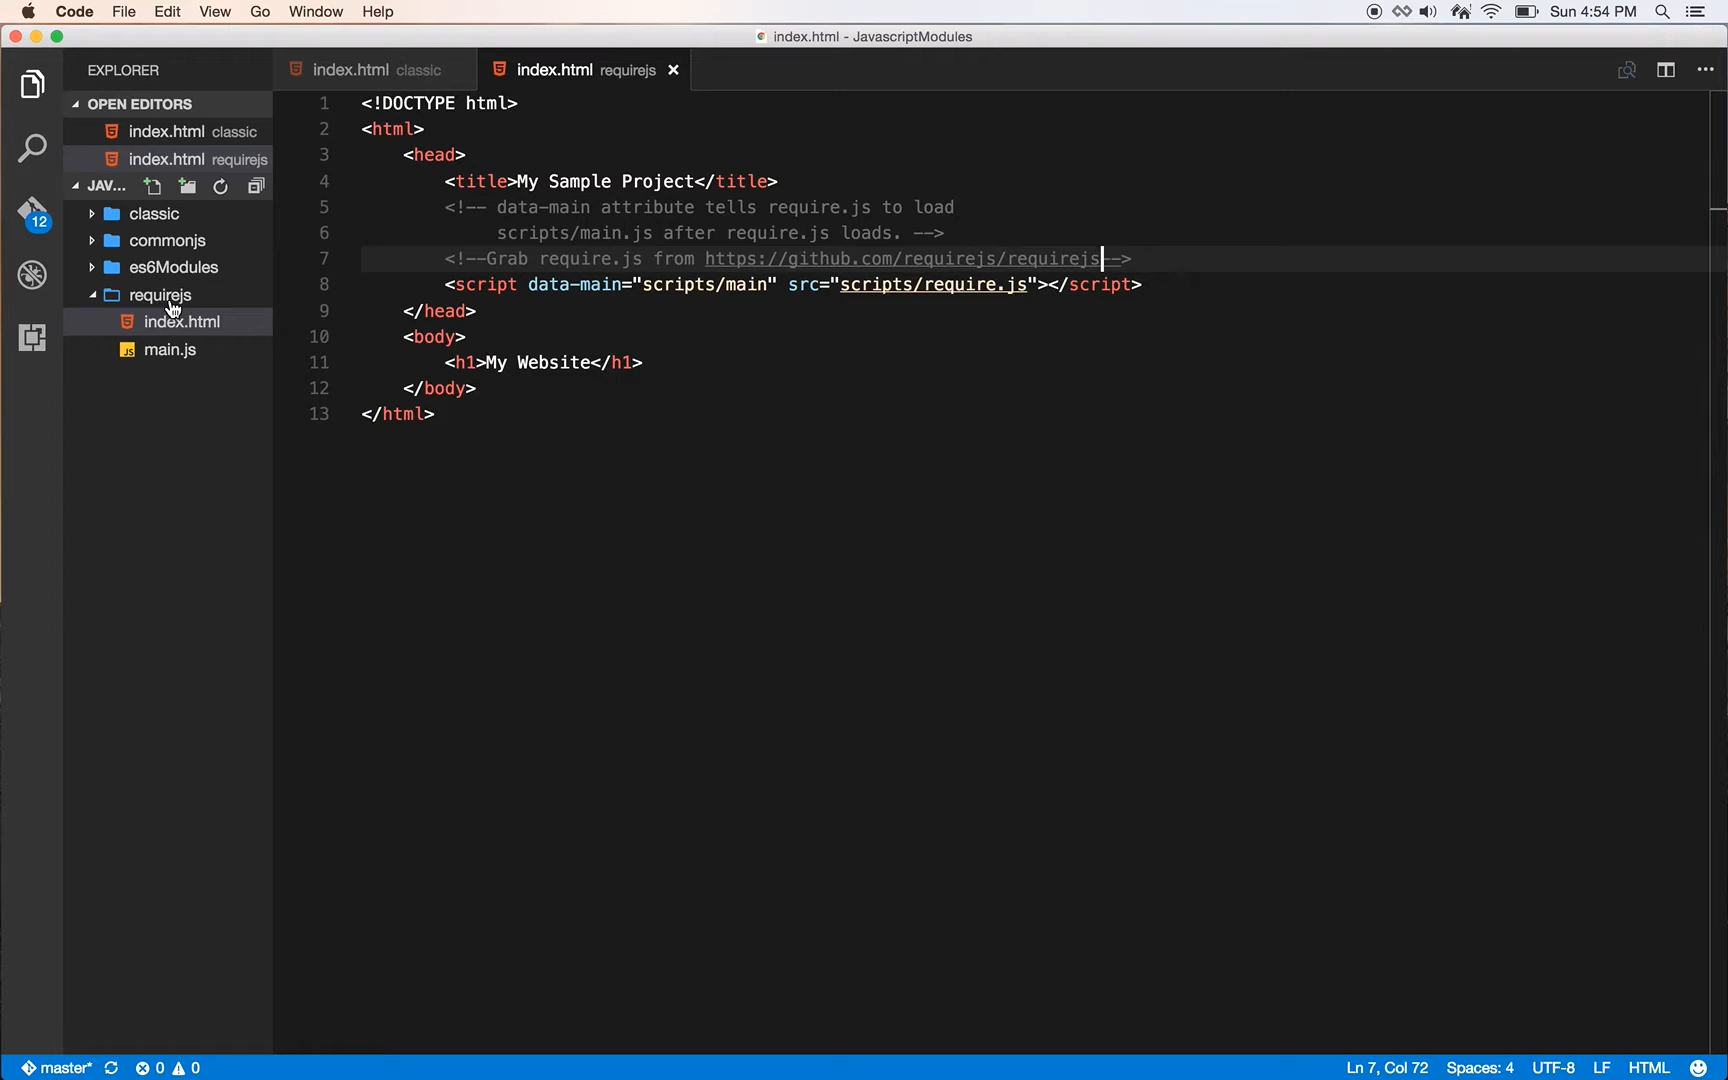 Code File Edit View Go Window Help Sun 4:54 PM
index.html - JavascriptModules
EXPLORER
index.html classic
index.html requirejs
OPEN EDITORS
index.html classic
index.html requirejs
JAV...
classic
commonjs
es6Modules
requirejs
index.html
main.js
12
1 <!DOCTYPE html>
2 <html>
3 <head>
4 <title>My Sample Project</title>
5 <!-- data-main attribute tells require.js to load
6 scripts/main.js after require.js loads. -->
7 <!--Grab require.js from https://github.com/requirejs/requirejs-->
8 <script data-main="scripts/main" src="scripts/require.js"></script>
9 </head>
10 <body>
11 <h1>My Website</h1>
12 </body>
13 </html>
master* 0 0 Ln 7, Col 72 Spaces: 4 UTF-8 LF HTML